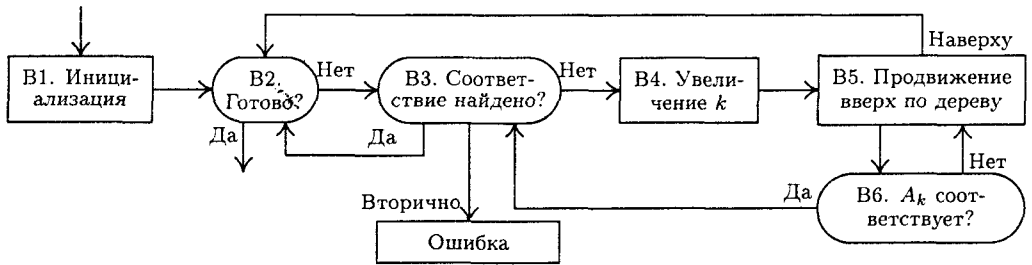 Наверху
В1. Иници-
ализация
В2.
Готово?
Нет
В3. Соответ-
ствие найдено?
Нет
В4. Увели-
чение k
В5. Продвижение
вверх по дереву
Да
Да
Нет
Вторично
Да
В6. Aₖ соот-
ветствует?
Ошибка